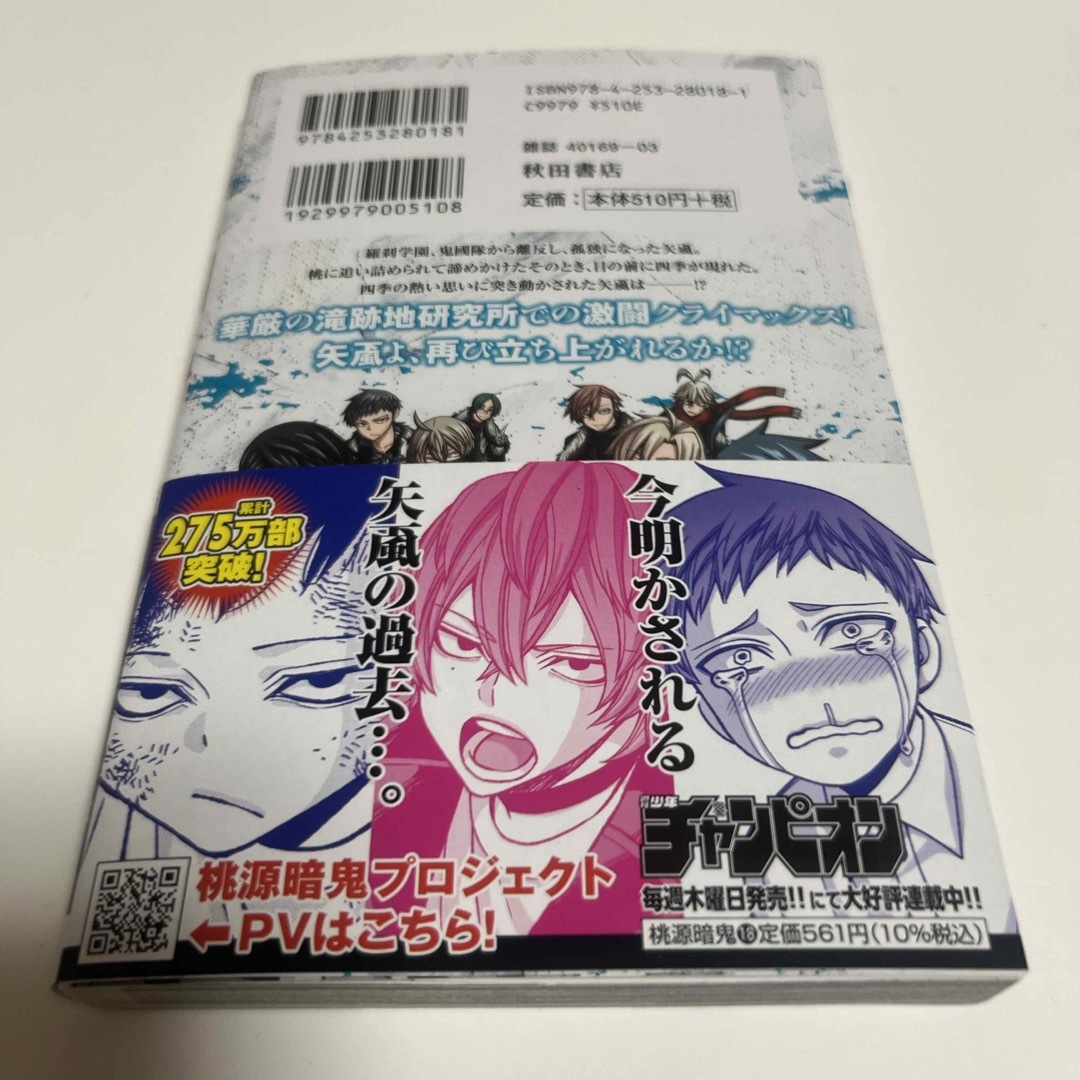 ISBN978-4-253-28018-1
C9979 ¥510E
9784253280181
雑誌 40169-03
秋田書店
定価：本体510円＋税
1929979005108
羅刹学園、鬼國隊から離反し、孤独になった矢颪。
桃に追い詰められて諦めかけたそのとき、目の前に四季が現れた。
四季の熱い思いに突き動かされた矢颪は―――!?
華厳の滝跡地研究所での激闘クライマックス!
矢颪よ、再び立ち上がれるか!?
今明かされる
矢颪の過去…。
累計
275万部
突破!
週刊少年
チャンピオン
毎週木曜日発売!!にて大好評連載中!!
桃源暗鬼⑱定価561円(10%税込)
桃源暗鬼プロジェクト
←PVはこちら!